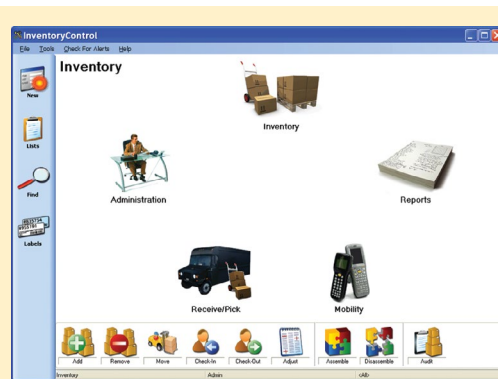 InventoryControl
File Tools Check For Alerts Help
Inventory
New
Lists
Find
Labels
Inventory
Administration
Reports
Receive/Pick
Mobility
Add Remove Move Check-In Check-Out Adjust Assemble Disassemble Audit
Inventory Admin <All>